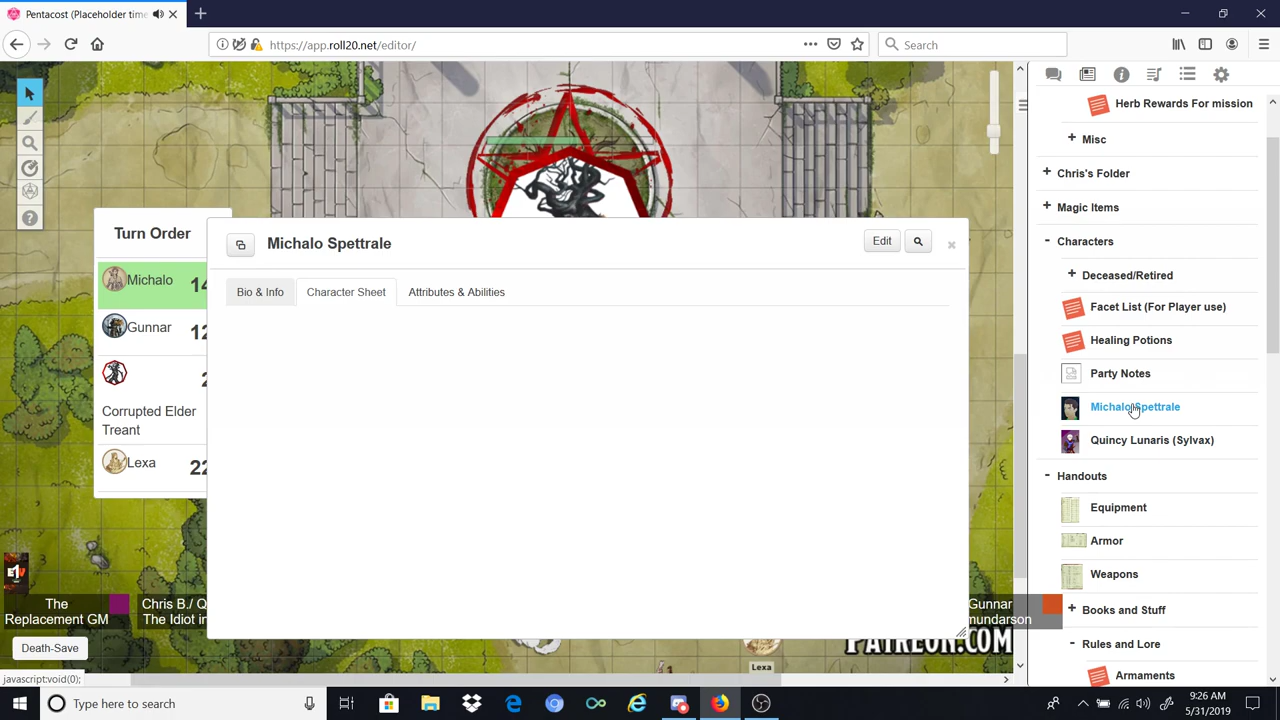 Pentacost (Placeholder time
https://app.roll20.net/editor/
Search
Herb Rewards For mission
+ Misc
+ Chris's Folder
+ Magic Items
- Characters
+ Deceased/Retired
Facet List (For Player use)
Healing Potions
Party Notes
Michalo Spettrale
Quincy Lunaris (Sylvax)
- Handouts
Equipment
Armor
Weapons
+ Books and Stuff
- Rules and Lore
Armaments
Turn Order
Michalo 14
Gunnar 12
Corrupted Elder
Treant
Lexa 22
Michalo Spettrale
Edit
Bio & Info
Character Sheet
Attributes & Abilities
The
Replacement GM
Chris B./ Q
The Idiot in
Gunnar
mundarson
Death-Save
PATREON.COM
Lexa
javascript:void(0);
Type here to search
9:26 AM
5/31/2019